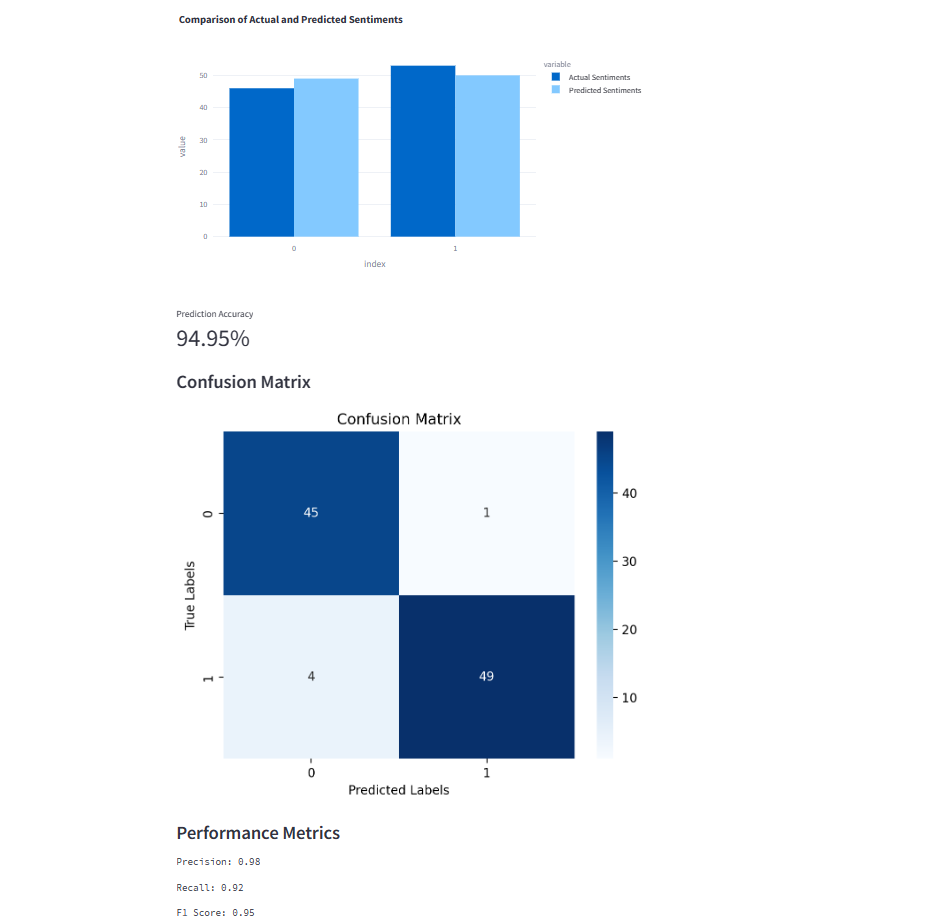 Comparison of Actual and Predicted Sentiments
variable
Actual Sentiments
Predicted Sentiments
50
40
30
20
10
0
value
0 1
index
Prediction Accuracy
94.95%
Confusion Matrix
Confusion Matrix
45 1
4 49
0
1
True Labels
0 1
Predicted Labels
40
30
20
10
Performance Metrics
Precision: 0.98
Recall: 0.92
F1 Score: 0.95